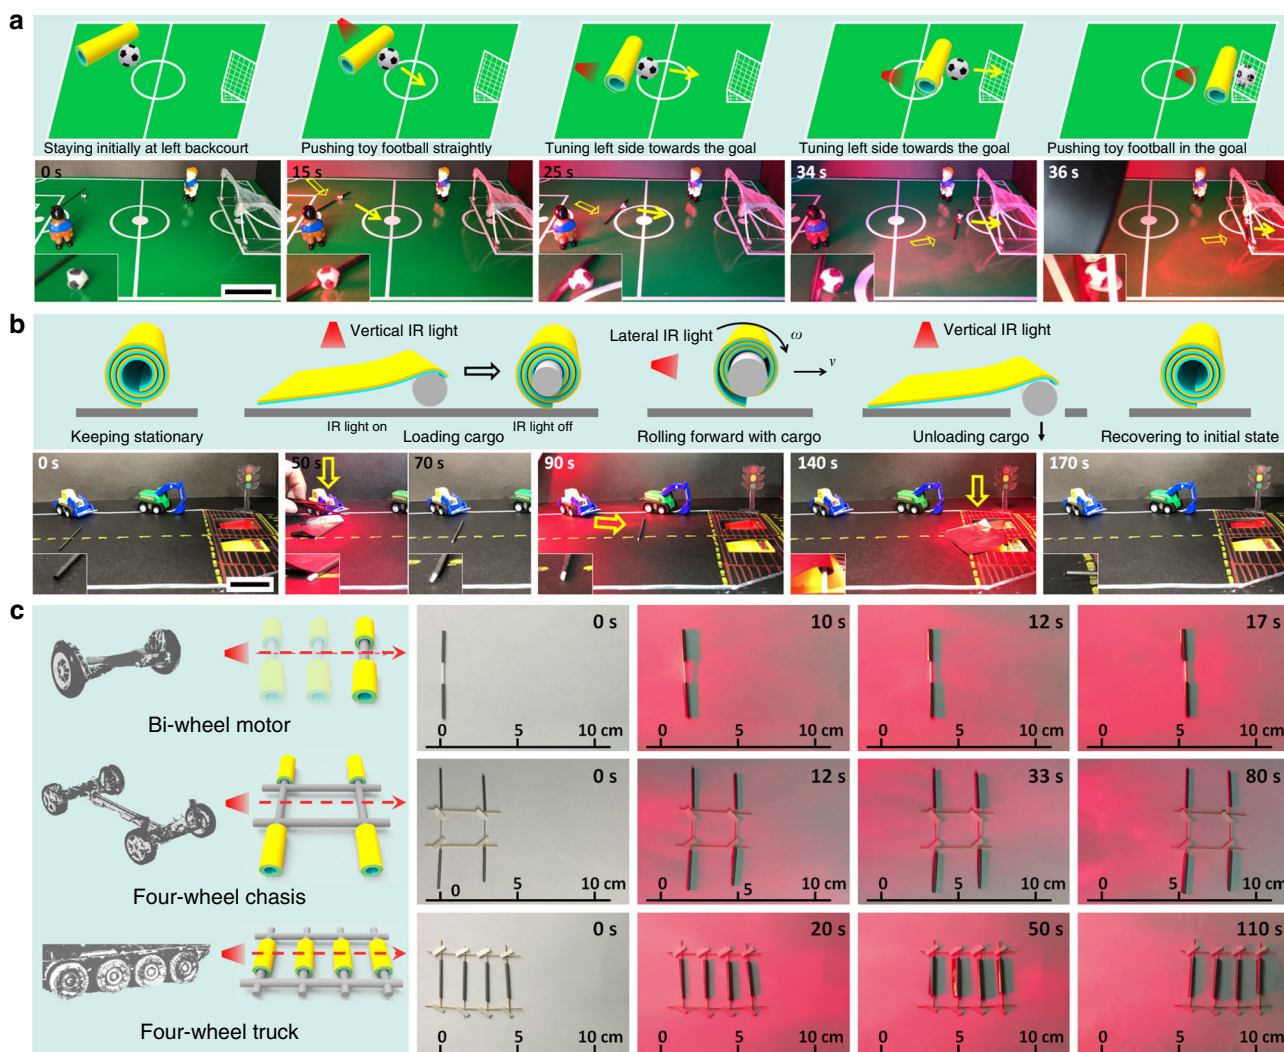 a
Staying initially at left backcourt
Pushing toy football straightly
Tuning left side towards the goal
Tuning left side towards the goal
Pushing toy football in the goal
0 s
15 s
25 s
34 s
36 s
b
Vertical IR light
Lateral IR light
ω
v
Vertical IR light
IR light on
IR light off
Keeping stationary
Loading cargo
Rolling forward with cargo
Unloading cargo
Recovering to initial state
0 s
50 s
70 s
90 s
140 s
170 s
c
Bi-wheel motor
0 s
0 5 10 cm
10 s
0 5 10 cm
12 s
0 5 10 cm
17 s
0 5 10 cm
Four-wheel chasis
0 s
0 5 10 cm
12 s
0 5 10 cm
33 s
0 5 10 cm
80 s
0 5 10 cm
Four-wheel truck
0 s
0 5 10 cm
20 s
0 5 10 cm
50 s
0 5 10 cm
110 s
0 5 10 cm